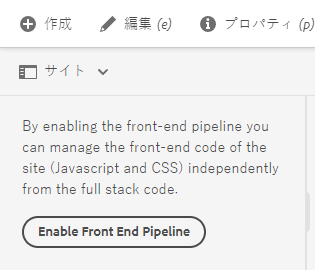 作成 編集 (e) プロパティ (p)
サイト
By enabling the front-end pipeline you
can manage the front-end code of the
site (Javascript and CSS) independently
from the full stack code.
Enable Front End Pipeline